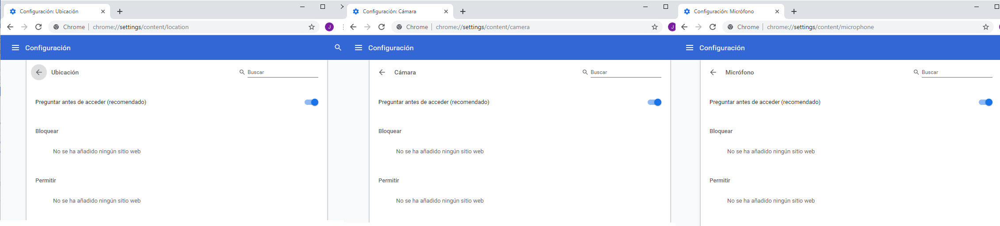 Configuración: Ubicación
Chrome | chrome://settings/content/location
J
Configuración
Ubicación
Buscar
Preguntar antes de acceder (recomendado)
Bloquear
No se ha añadido ningún sitio web
Permitir
No se ha añadido ningún sitio web
Configuración: Cámara
Chrome | chrome://settings/content/camera
J
Configuración
Cámara
Buscar
Preguntar antes de acceder (recomendado)
Bloquear
No se ha añadido ningún sitio web
Permitir
No se ha añadido ningún sitio web
Configuración: Micrófono
Chrome | chrome://settings/content/microphone
Configuración
Micrófono
Buscar
Preguntar antes de acceder (recomendado)
Bloquear
No se ha añadido ningún sitio web
Permitir
No se ha añadido ningún sitio web